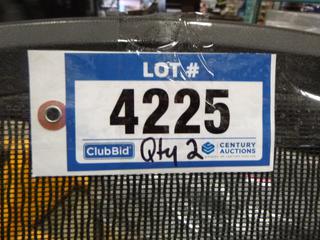 LOT #
4225
ClubBid Qty 2 CENTURY
AUCTIONS